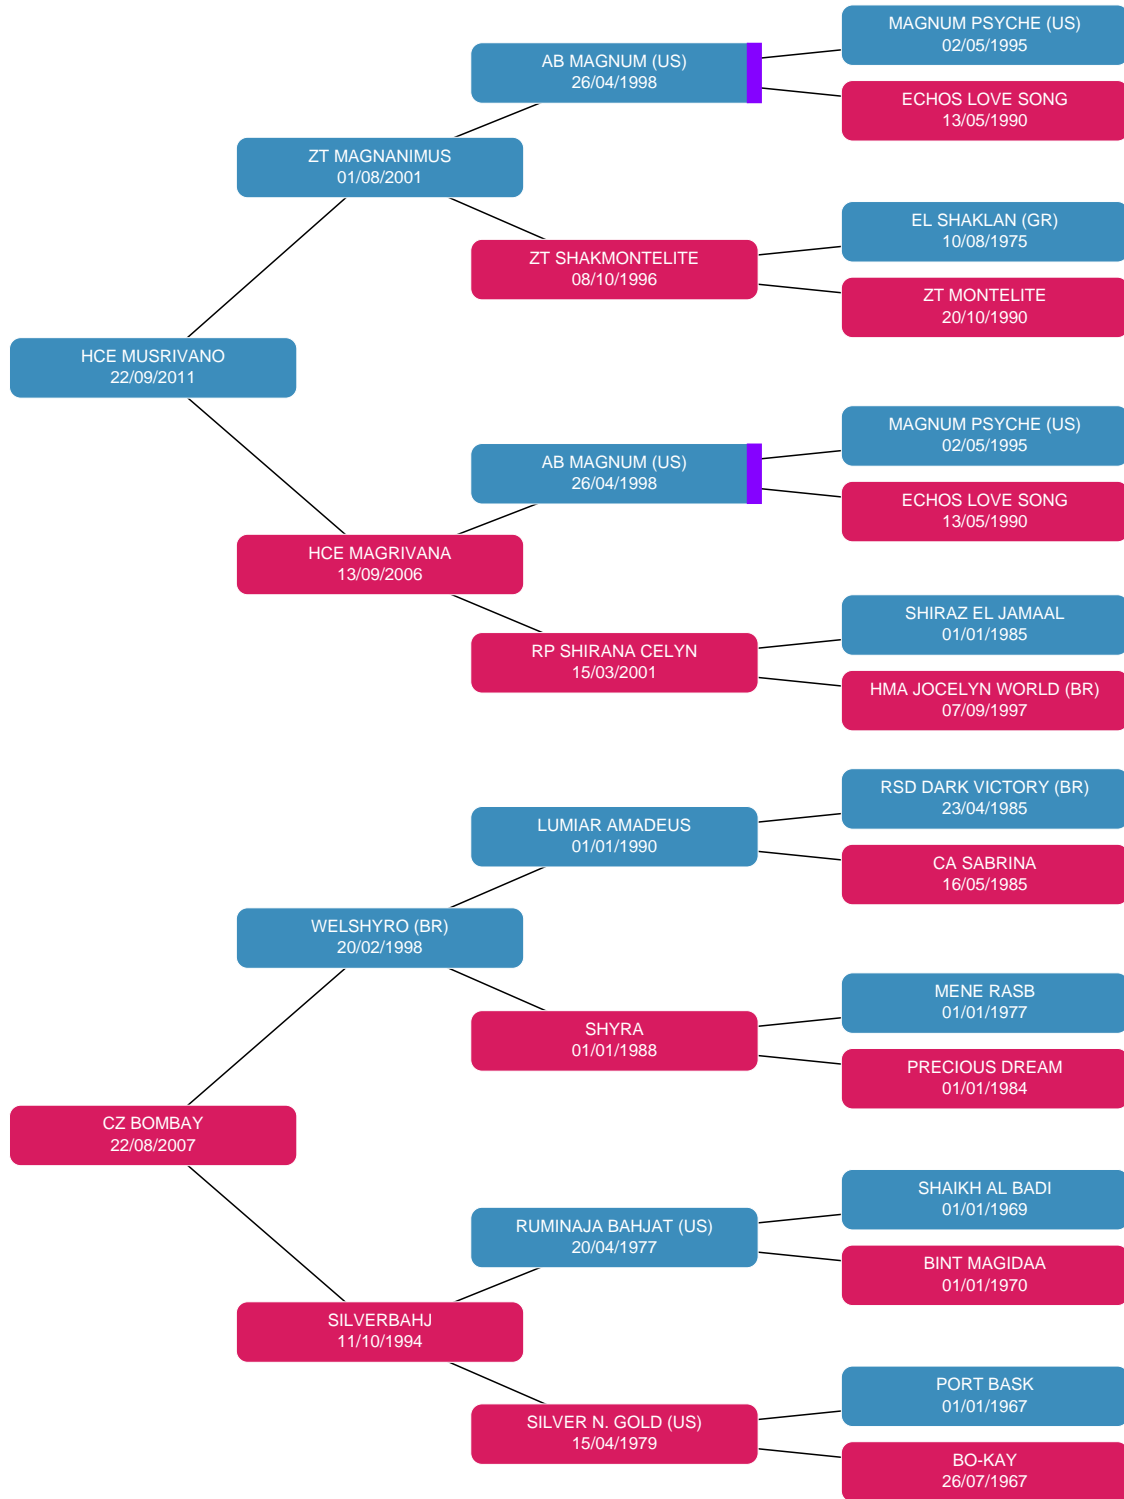 MAGNUM PSYCHE (US)
02/05/1995
AB MAGNUM (US)
26/04/1998
ECHOS LOVE SONG
13/05/1990
ZT MAGNANIMUS
01/08/2001
EL SHAKLAN (GR)
10/08/1975
ZT SHAKMONTELITE
08/10/1996
ZT MONTELITE
20/10/1990
HCE MUSRIVANO
22/09/2011
MAGNUM PSYCHE (US)
02/05/1995
AB MAGNUM (US)
26/04/1998
ECHOS LOVE SONG
13/05/1990
HCE MAGRIVANA
13/09/2006
SHIRAZ EL JAMAAL
01/01/1985
RP SHIRANA CELYN
15/03/2001
HMA JOCELYN WORLD (BR)
07/09/1997
RSD DARK VICTORY (BR)
23/04/1985
LUMIAR AMADEUS
01/01/1990
CA SABRINA
16/05/1985
WELSHYRO (BR)
20/02/1998
MENE RASB
01/01/1977
SHYRA
01/01/1988
PRECIOUS DREAM
01/01/1984
CZ BOMBAY
22/08/2007
SHAIKH AL BADI
01/01/1969
RUMINAJA BAHJAT (US)
20/04/1977
BINT MAGIDAA
01/01/1970
SILVERBAHJ
11/10/1994
PORT BASK
01/01/1967
SILVER N. GOLD (US)
15/04/1979
BO-KAY
26/07/1967